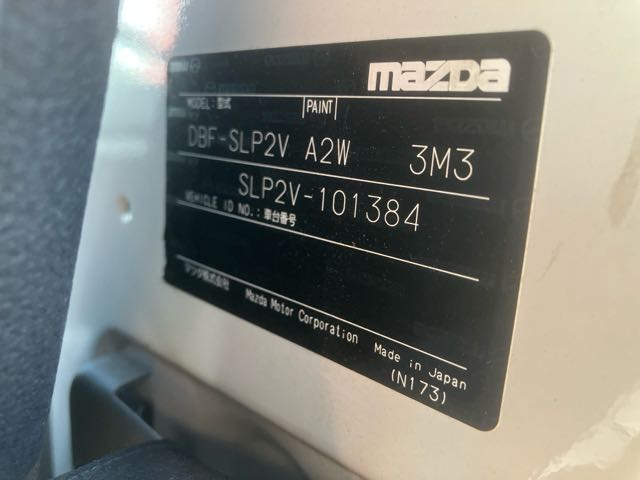 mazda
MODEL:型式 |PAINT|
DBF-SLP2V A2W 3M3
SLP2V-101384
VEHICLE ID NO.:車台番号
マツダ株式会社 Mazda Motor Corporation Made in Japan
(N173)